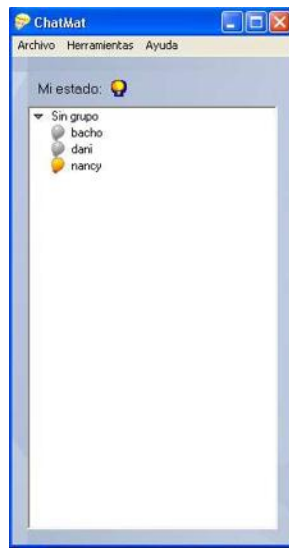 ChatMat
Archivo Herramientas Ayuda
Mi estado:
Sin grupo
bacho
dani
nancy